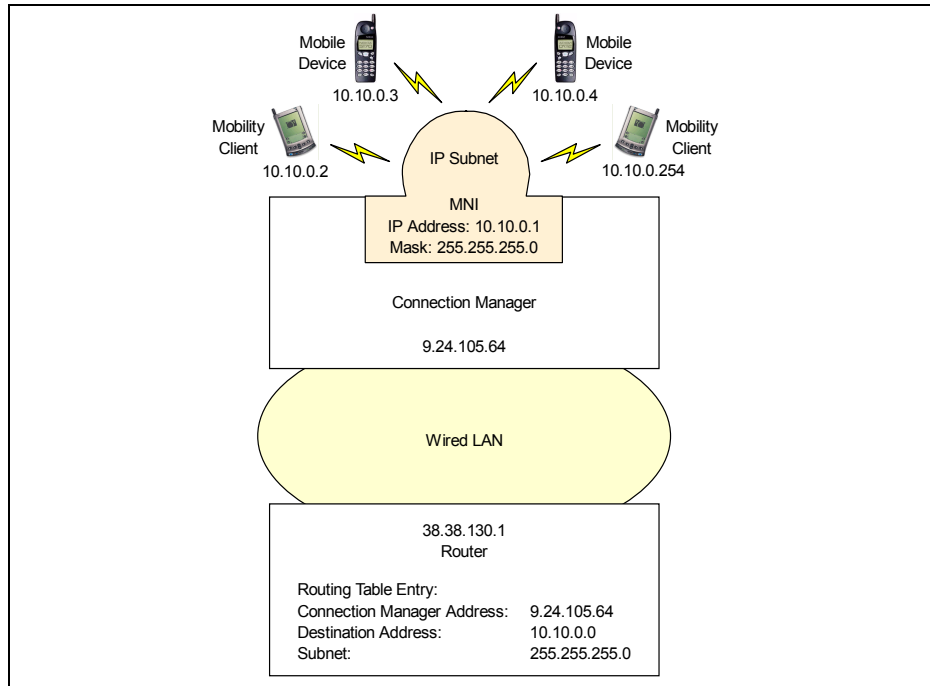 Mobile
Device
10.10.0.3
Mobile
Device
10.10.0.4
Mobility
Client
10.10.0.2
Mobility
Client
10.10.0.254
IP Subnet
MNI
IP Address: 10.10.0.1
Mask: 255.255.255.0
Connection Manager
9.24.105.64
Wired LAN
38.38.130.1
Router
Routing Table Entry:
Connection Manager Address: 9.24.105.64
Destination Address: 10.10.0.0
Subnet: 255.255.255.0